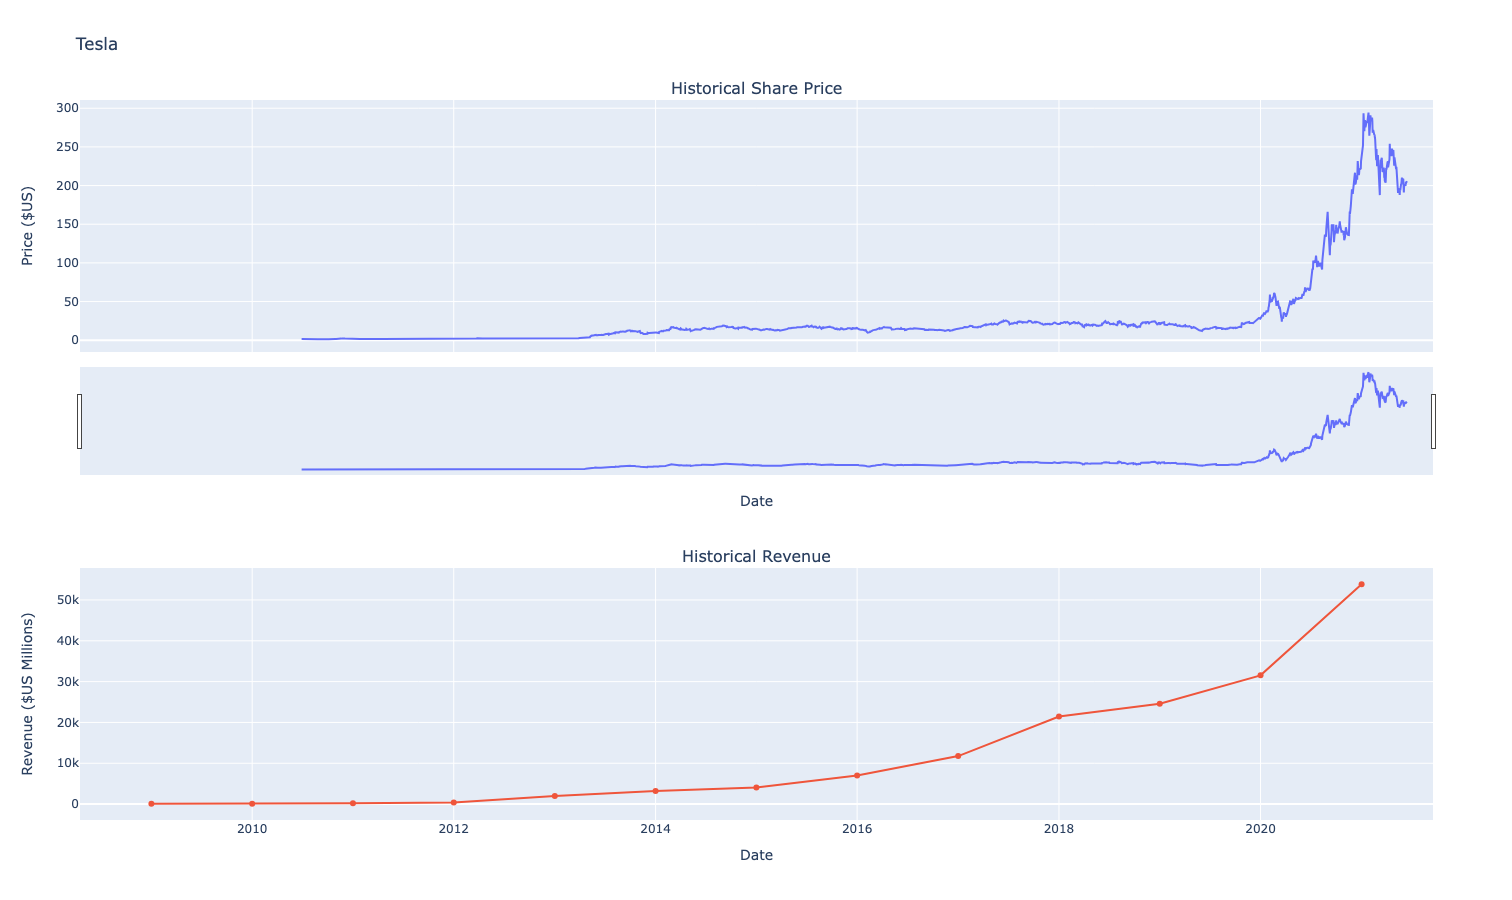 Tesla
Historical Share Price
300
250
200
150
100
50
0
Price ($US)
Date
Historical Revenue
50k
40k
30k
20k
10k
0
Revenue ($US Millions)
2010 2012 2014 2016 2018 2020
Date